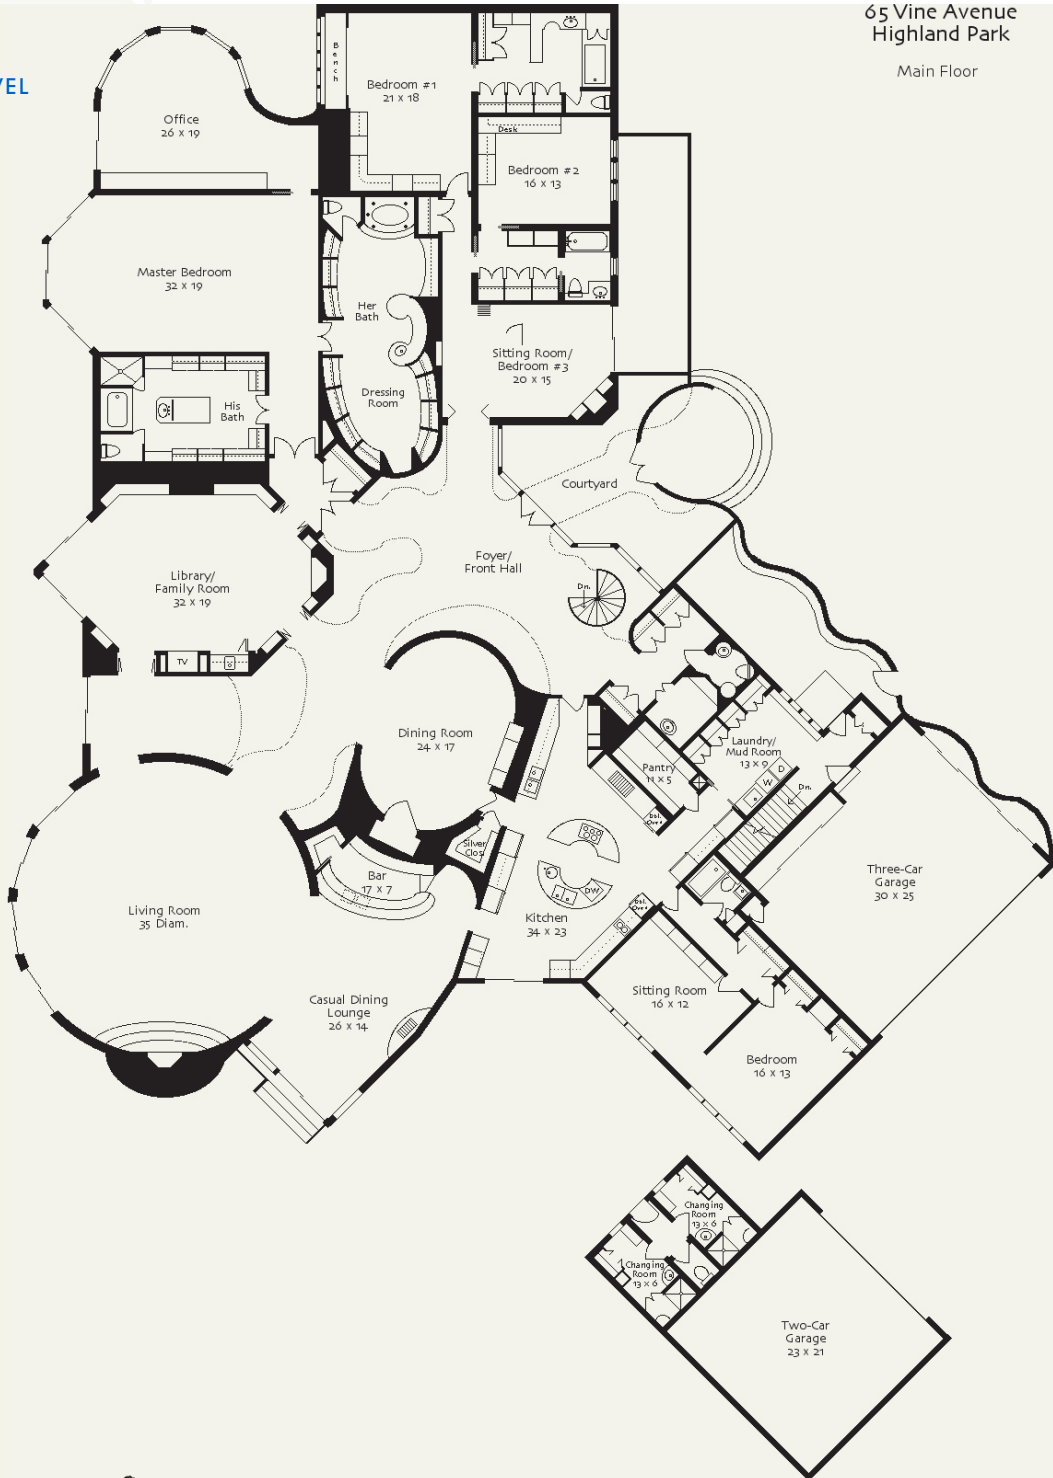 65 Vine Avenue
Highland Park
Main Floor
VEL
Bench
Bedroom #1
21 x 18
Office
26 x 19
Desk
Bedroom #2
16 x 13
Master Bedroom
32 x 19
Her
Bath
Sitting Room/
Bedroom #3
20 x 15
Dressing
Room
His
Bath
Courtyard
Foyer/
Front Hall
Library/
Family Room
32 x 19
Dn.
TV
Dining Room
24 x 17
Laundry/
Mud Room
13 x 9
Pantry
11 x 5
D
W
Dn.
Dbl.
Oven
Silver
Clos.
Bar
17 x 7
Three-Car
Garage
30 x 25
DW
Dbl.
Oven
Living Room
35 Diam.
Kitchen
34 x 23
Casual Dining
Lounge
26 x 14
Sitting Room
16 x 12
Bedroom
16 x 13
Changing
Room
13 x 6
Changing
Room
13 x 6
Two-Car
Garage
23 x 21